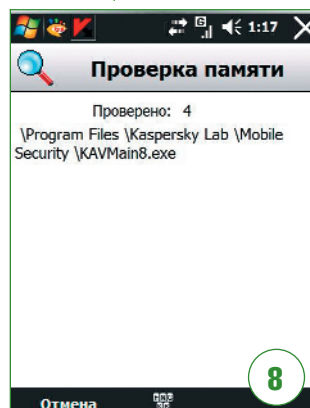 G 1:17
Проверка памяти
Проверено: 4
\Program Files \Kaspersky Lab \Mobile
Security \KAVMain8.exe
8
Отмена